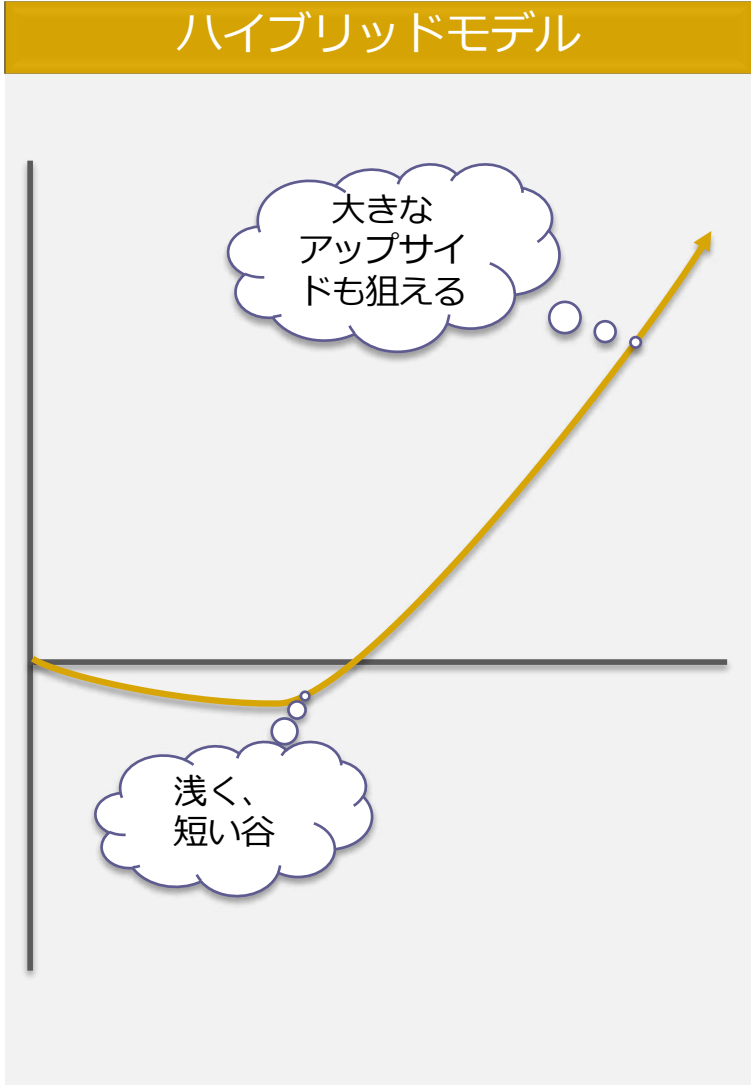 ハイブリッドモデル
大きな
アップサイ
ドも狙える
浅く、
短い谷